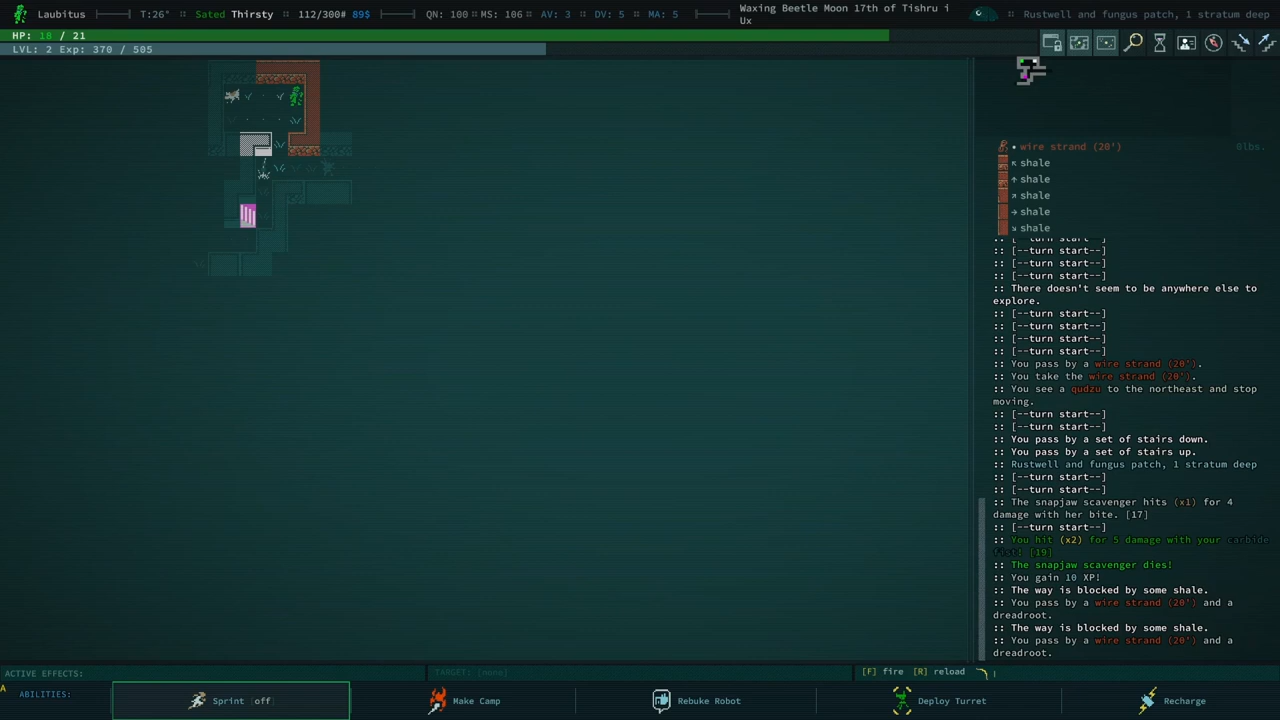 Laubitus T:26° Sated Thirsty 112/300# 89$ QN: 100 MS: 106 AV: 3 DV: 5 MA: 5 Waxing Beetle Moon 17th of Tishru i Rustwell and fungus patch, 1 stratum deep
Ux
HP: 18 / 21
LVL: 2 Exp: 370 / 505
wire strand (20') 0lbs.
shale
shale
shale
shale
shale
:: [--turn start--]
:: [--turn start--]
:: [--turn start--]
:: [--turn start--]
:: There doesn't seem to be anywhere else to
explore.
:: [--turn start--]
:: [--turn start--]
:: [--turn start--]
:: [--turn start--]
:: You pass by a wire strand (20').
:: You take the wire strand (20').
:: You see a qudzu to the northeast and stop
moving.
:: [--turn start--]
:: [--turn start--]
:: You pass by a set of stairs down.
:: You pass by a set of stairs up.
:: Rustwell and fungus patch, 1 stratum deep
:: [--turn start--]
:: [--turn start--]
:: The snapjaw scavenger hits (x1) for 4
damage with her bite. [17]
:: [--turn start--]
:: You hit (x2) for 5 damage with your carbide
fist! [19]
:: The snapjaw scavenger dies!
:: You gain 10 XP!
:: The way is blocked by some shale.
:: You pass by a wire strand (20') and a
dreadroot.
:: The way is blocked by some shale.
:: You pass by a wire strand (20') and a
dreadroot.
ACTIVE EFFECTS: TARGET: [none] [F] fire [R] reload
A ABILITIES: Sprint [off] Make Camp Rebuke Robot Deploy Turret Recharge